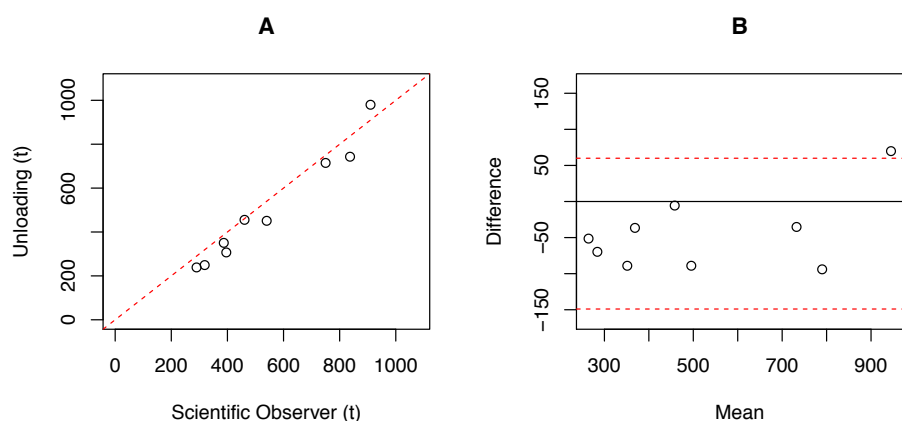 A
Unloading (t)
1000
600
200
0
0 200 400 600 800 1000
Scientific Observer (t)
B
Difference
150
50
−50
−150
300 500 700 900
Mean